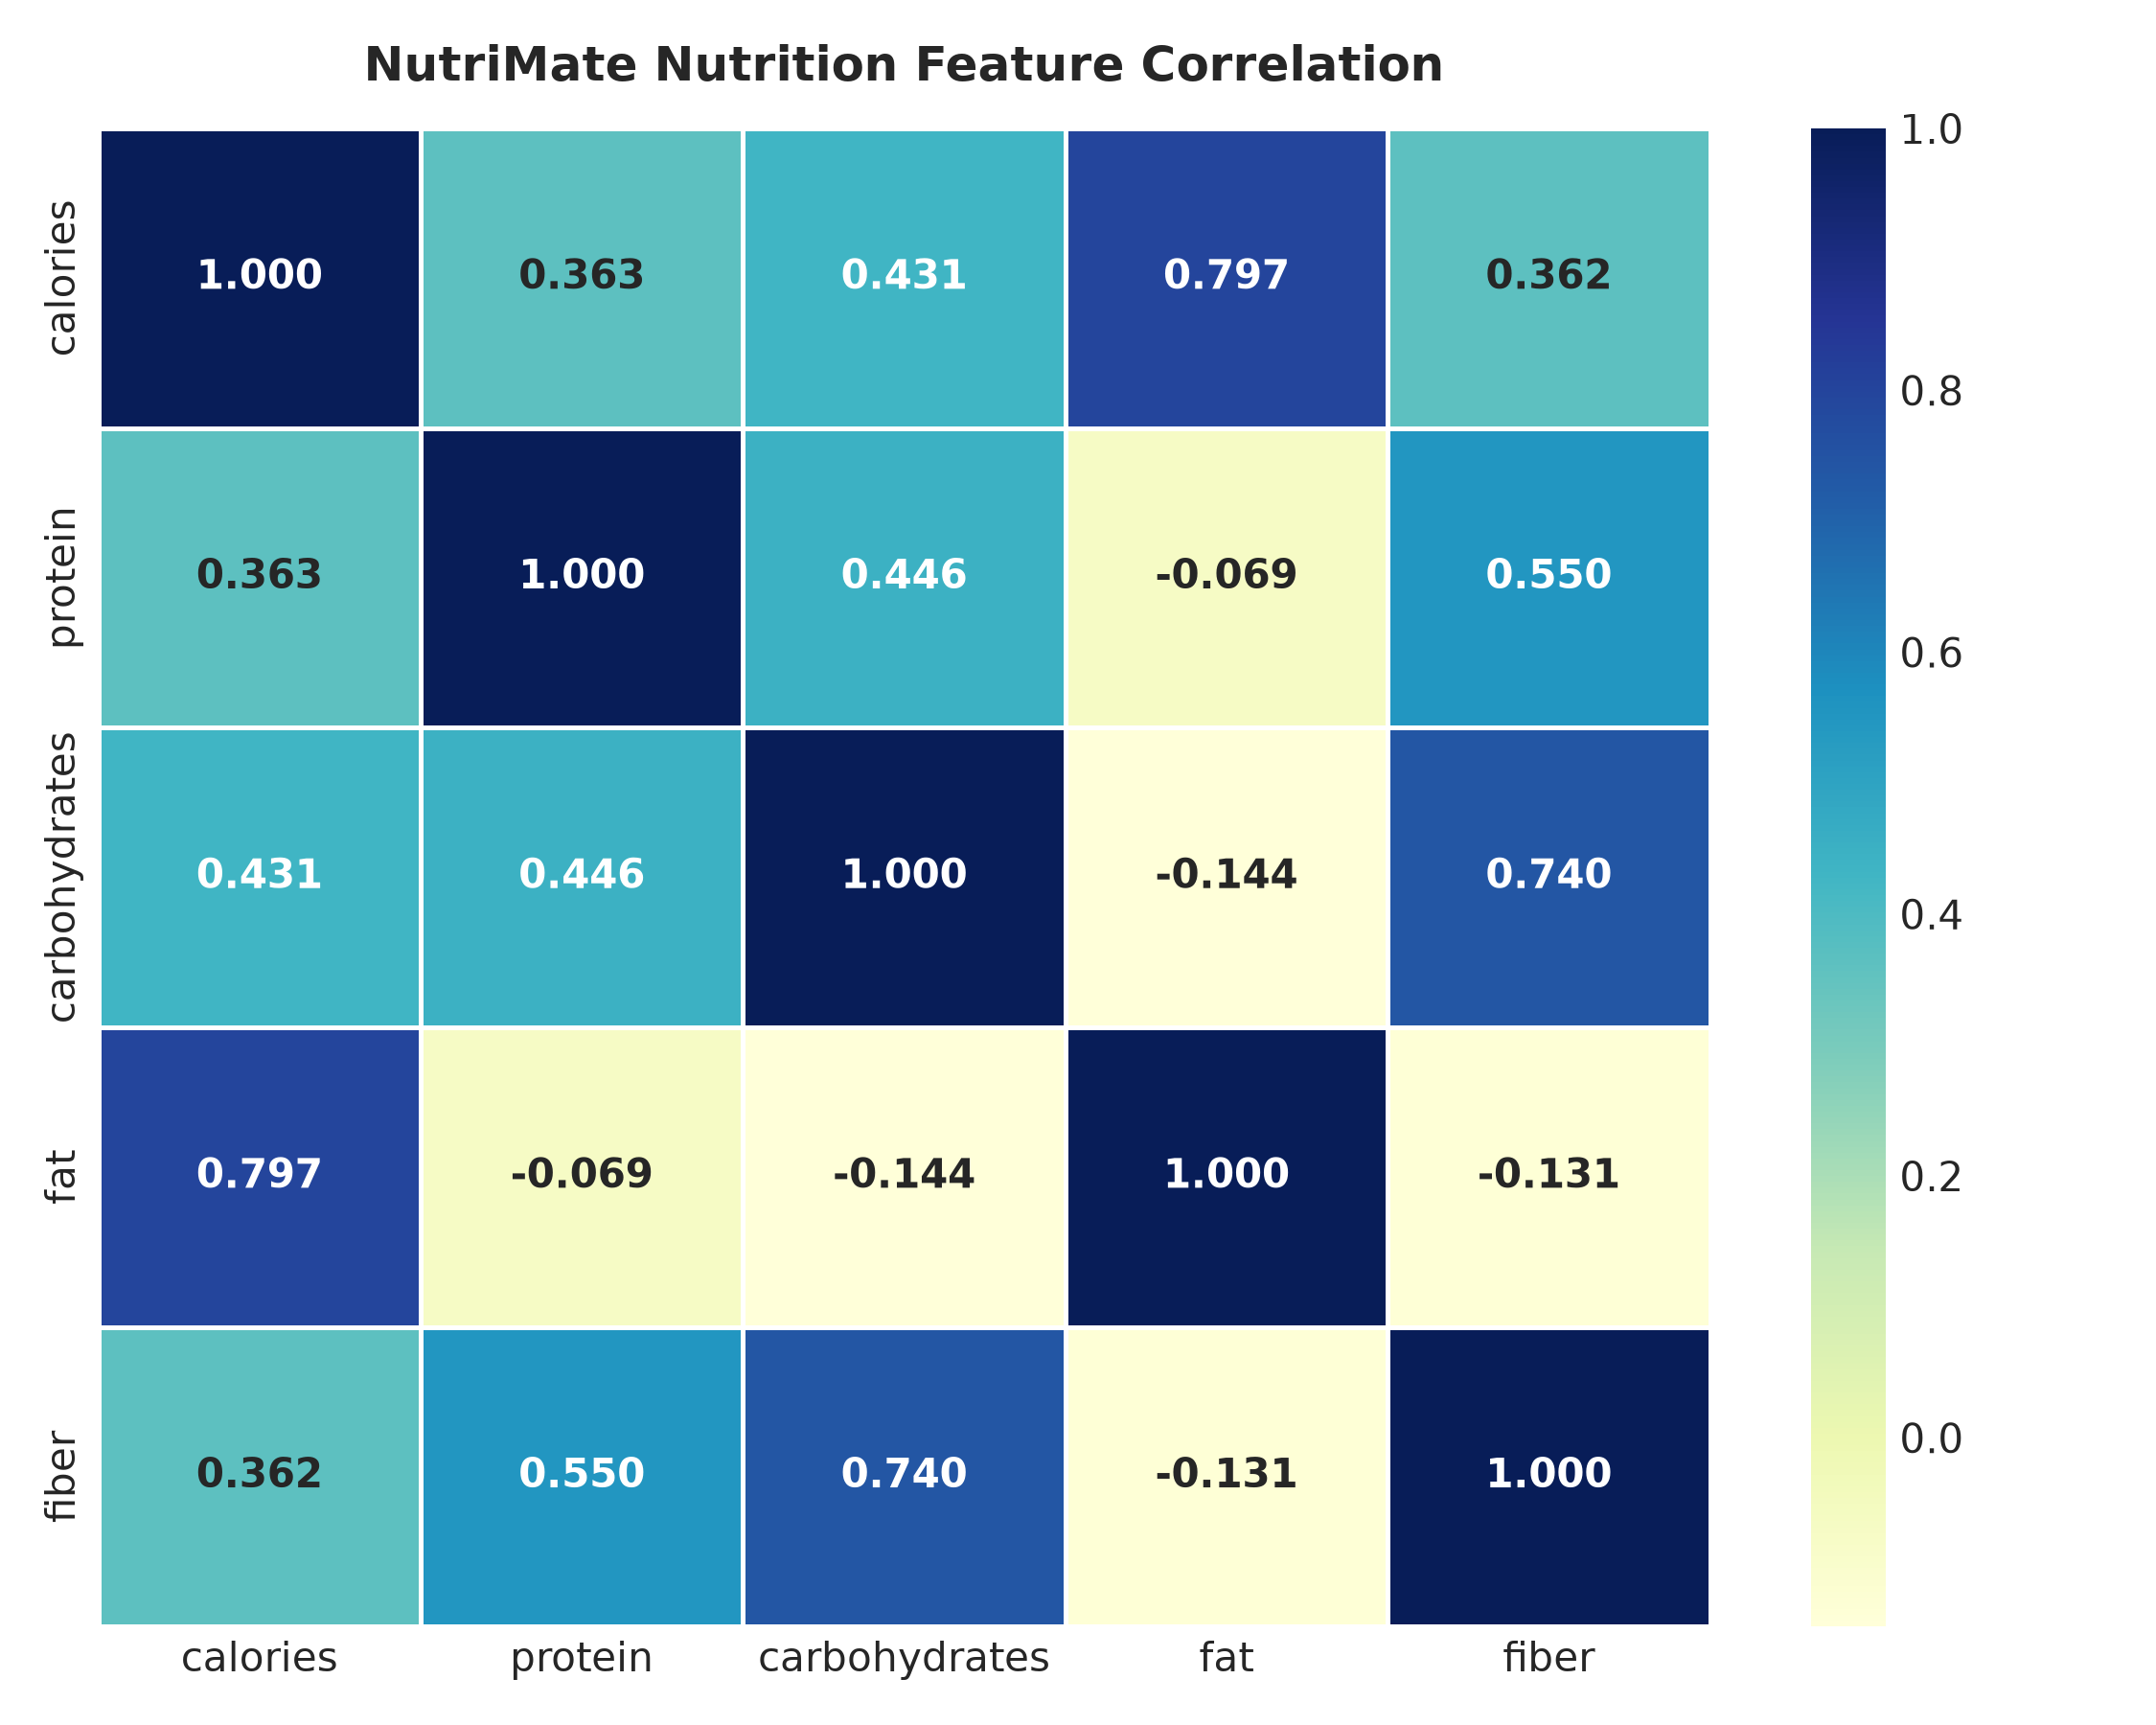 NutriMate Nutrition Feature Correlation
calories 1.000 0.363 0.431 0.797 0.362
protein 0.363 1.000 0.446 -0.069 0.550
carbohydrates 0.431 0.446 1.000 -0.144 0.740
fat 0.797 -0.069 -0.144 1.000 -0.131
fiber 0.362 0.550 0.740 -0.131 1.000
calories protein carbohydrates fat fiber
1.0
0.8
0.6
0.4
0.2
0.0